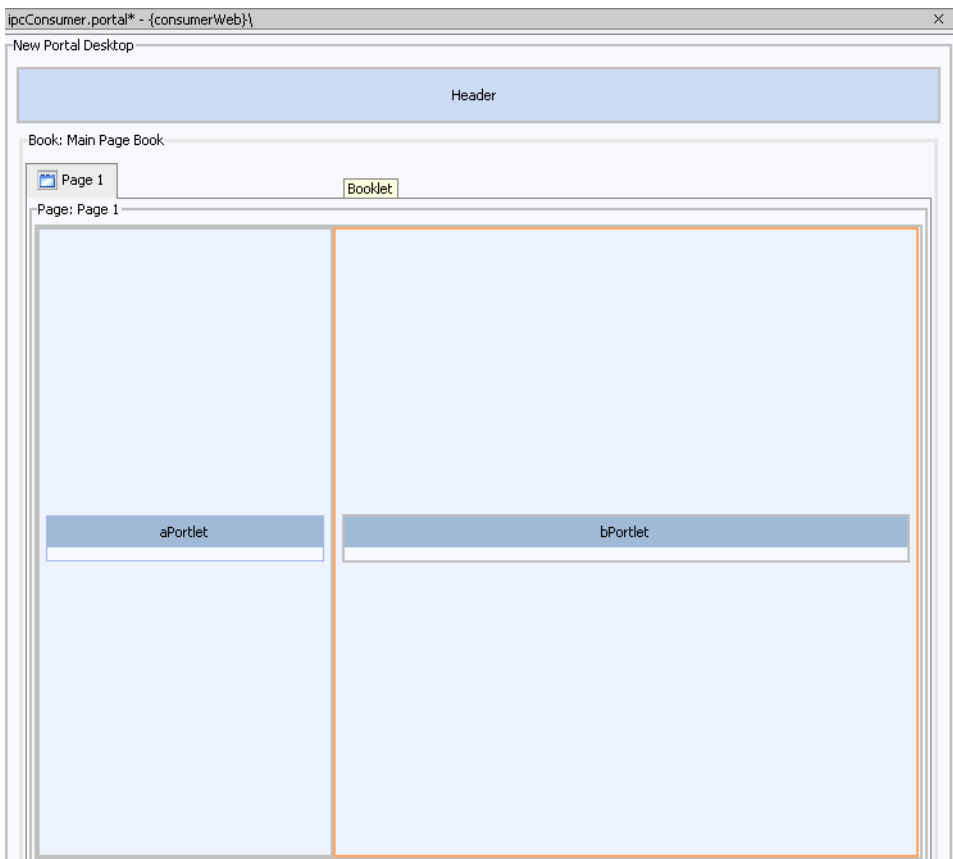 ipcConsumer.portal* - {consumerWeb}\
New Portal Desktop
Header
Book: Main Page Book
Page 1
Booklet
Page: Page 1
aPortlet
bPortlet